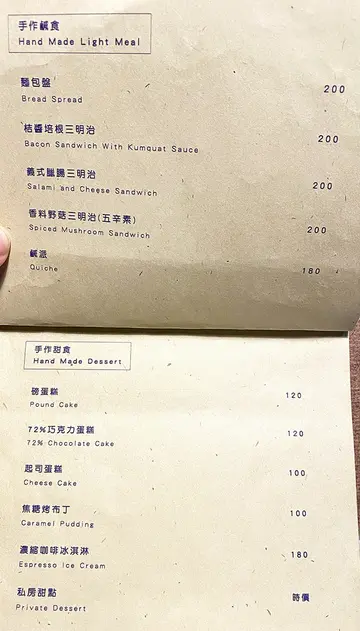 手作鹹食
Hand Made Light Meal
麵包盤 200
Bread Spread
桔醬培根三明治 200
Bacon Sandwich With Kumquat Sauce
義式臘腸三明治 200
Salami and Cheese Sandwich
香料野菇三明治(五辛素) 200
Spiced Mushroom Sandwich
鹹派 180
Quiche
手作甜食
Hand Made Dessert
磅蛋糕 120
Pound Cake
72%巧克力蛋糕 120
72% Chocolate Cake
起司蛋糕 100
Cheese Cake
焦糖烤布丁 100
Caramel Pudding
濃縮咖啡冰淇淋 180
Espresso Ice Cream
私房甜點 時價
Private Dessert